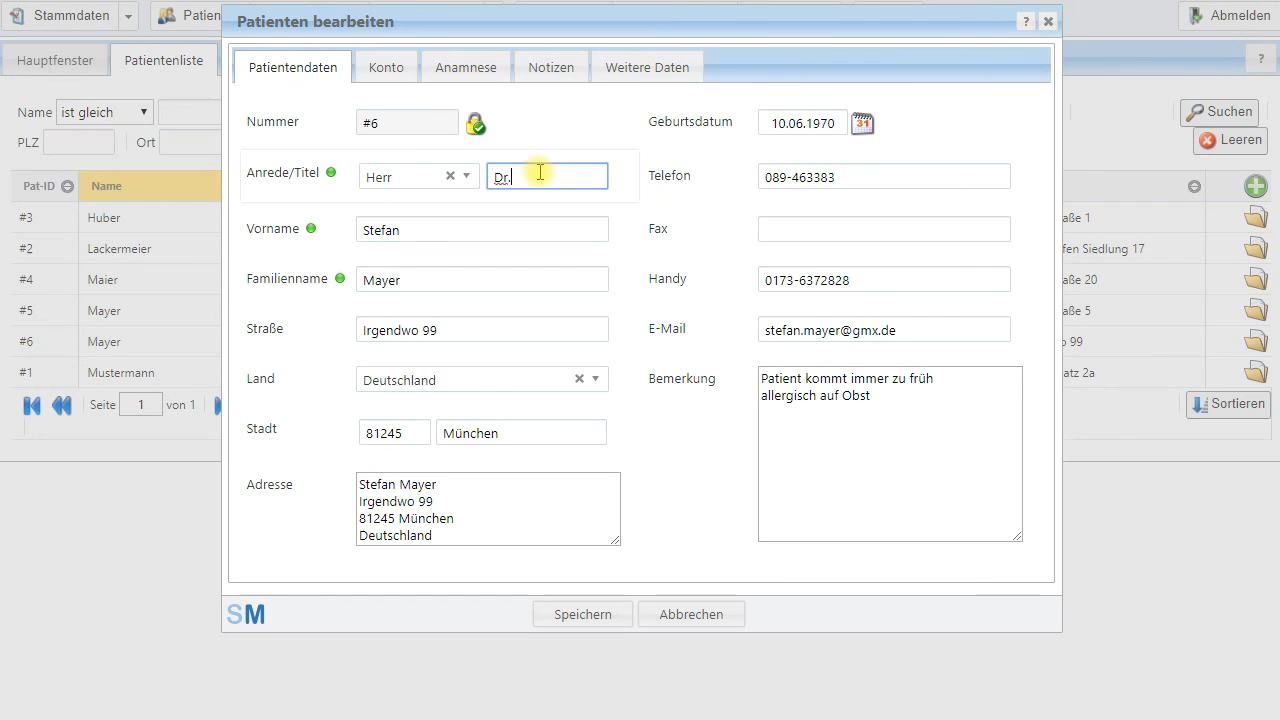 Stammdaten
Patien
Abmelden
Hauptfenster
Patientenliste
?
Name
ist gleich
Suchen
PLZ
Ort
Leeren
Pat-ID
Name
#3
Huber
aße 1
#2
Lackermeier
fen Siedlung 17
#4
Maier
aße 20
#5
Mayer
aße 5
#6
Mayer
o 99
#1
Mustermann
atz 2a
Seite
1
von 1
Sortieren
Patienten bearbeiten
?
Patientendaten
Konto
Anamnese
Notizen
Weitere Daten
Nummer
#6
Geburtsdatum
10.06.1970
31
Anrede/Titel
Herr
Dr.
Telefon
089-463383
Vorname
Stefan
Fax
Familienname
Mayer
Handy
0173-6372828
Straße
Irgendwo 99
E-Mail
stefan.mayer@gmx.de
Land
Deutschland
Bemerkung
Patient kommt immer zu früh
allergisch auf Obst
Stadt
81245
München
Adresse
Stefan Mayer
Irgendwo 99
81245 München
Deutschland
SM
Speichern
Abbrechen